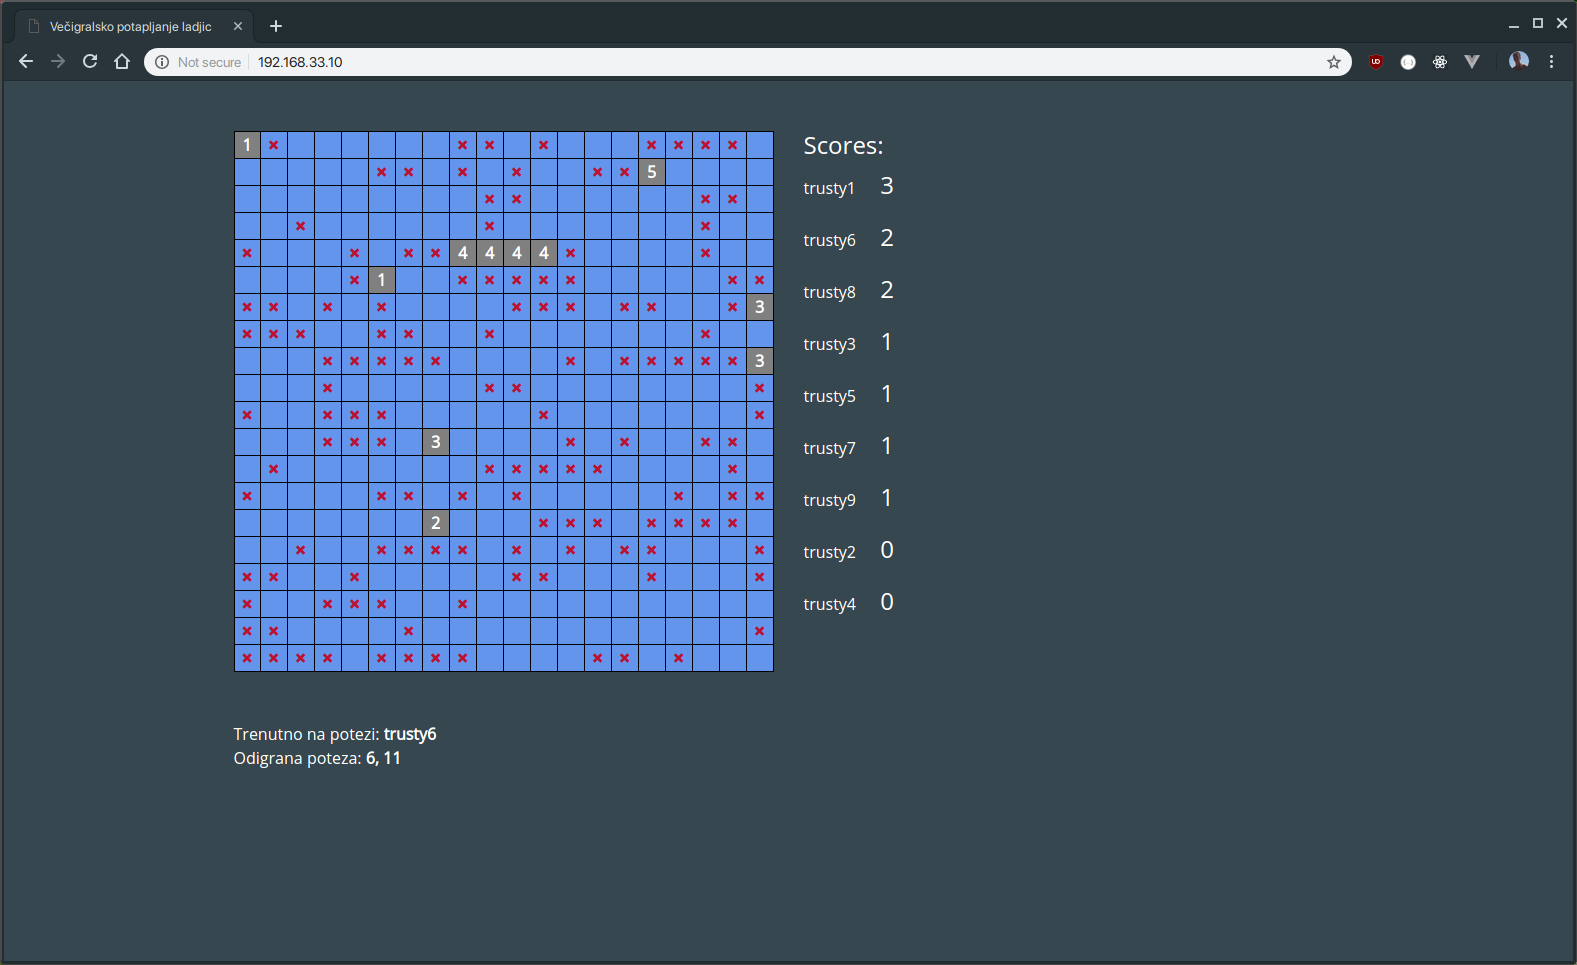 Večigralsko potapljanje ladjic
Not secure
192.168.33.10
1 × × × × × × × ×
× × × × × × 5
× × × ×
× × ×
× × × × 4 4 4 4 × ×
× 1 × × × × × × ×
× × × × × × × × × × 3
× × × × × × ×
× × × × × × × × × × × 3
× × × ×
× × × × × ×
× × × 3 × × × ×
× × × × × × ×
× × × × × × × ×
2 × × × × × × ×
× × × × × × × × × ×
× × × × × × ×
× × × × ×
× × × ×
× × × × × × × × × × ×
Scores:
trusty1 3
trusty6 2
trusty8 2
trusty3 1
trusty5 1
trusty7 1
trusty9 1
trusty2 0
trusty4 0
Trenutno na potezi: trusty6
Odigrana poteza: 6, 11